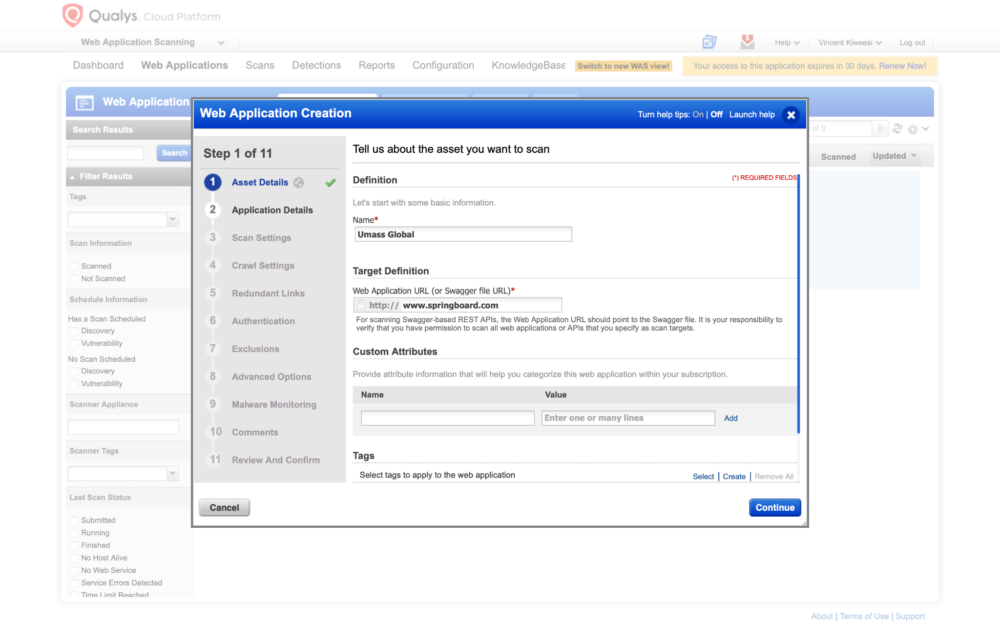 Qualys. Cloud Platform
Web Application Scanning
5
Help
Vincent Kiweesi
Log out
Dashboard
Web Applications
Scans
Detections
Reports
Configuration
KnowledgeBase
Switch to new WAS view!
Your access to this application expires in 30 days. Renew Now!
Web Application
Search Results
Search
Filter Results
Tags
Scan Information
Scanned
Not Scanned
Schedule Information
Has a Scan Scheduled
Discovery
Vulnerability
No Scan Scheduled
Discovery
Vulnerability
Scanner Appliance
Scanner Tags
Last Scan Status
Submitted
Running
Finished
No Host Alive
No Web Service
Service Errors Detected
Time Limit Reached
Web Application Creation
Turn help tips: On | Off Launch help
Step 1 of 11
1 Asset Details
2 Application Details
3 Scan Settings
4 Crawl Settings
5 Redundant Links
6 Authentication
7 Exclusions
8 Advanced Options
9 Malware Monitoring
10 Comments
11 Review And Confirm
Tell us about the asset you want to scan
Definition
(*) REQUIRED FIELDS
Let's start with some basic information.
Name*
Umass Global
Target Definition
Web Application URL (or Swagger file URL)*
http:// www.springboard.com
For scanning Swagger-based REST APIs, the Web Application URL should point to the Swagger file. It is your responsibility to
verify that you have permission to scan all web applications or APIs that you specify as scan targets.
Custom Attributes
Provide attribute information that will help you categorize this web application within your subscription.
Name Value
Enter one or many lines
Add
Tags
Select tags to apply to the web application
Select | Create | Remove All
Cancel
Continue
of 0
Scanned
Updated
About | Terms of Use | Support